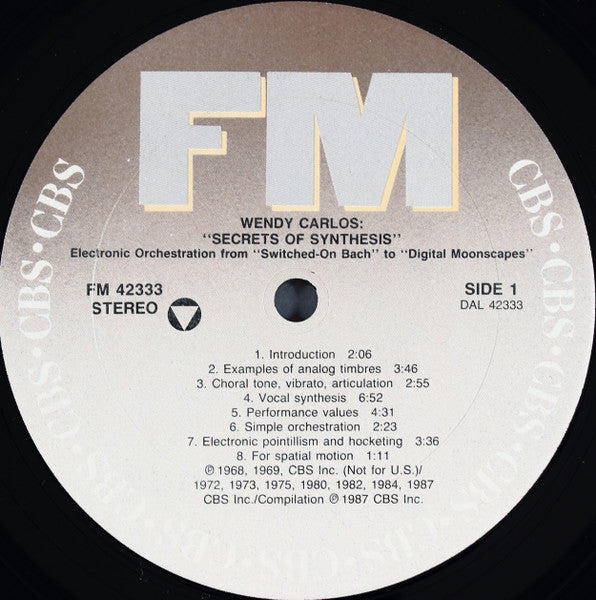 FM
WENDY CARLOS:
"SECRETS OF SYNTHESIS"
Electronic Orchestration from "Switched-On Bach" to "Digital Moonscapes"
FM 42333
STEREO
SIDE 1
DAL 42333
1. Introduction 2:06
2. Examples of analog timbres 3:46
3. Choral tone, vibrato, articulation 2:55
4. Vocal synthesis 6:52
5. Performance values 4:31
6. Simple orchestration 2:23
7. Electronic pointillism and hocketing 3:36
8. For spatial motion 1:11
℗ 1968, 1969, CBS Inc. (Not for U.S.)/
1972, 1973, 1975, 1980, 1982, 1984, 1987
CBS Inc./Compilation ℗ 1987 CBS Inc.
CBS · CBS · CBS · CBS · CBS · CBS · CBS · CBS · CBS